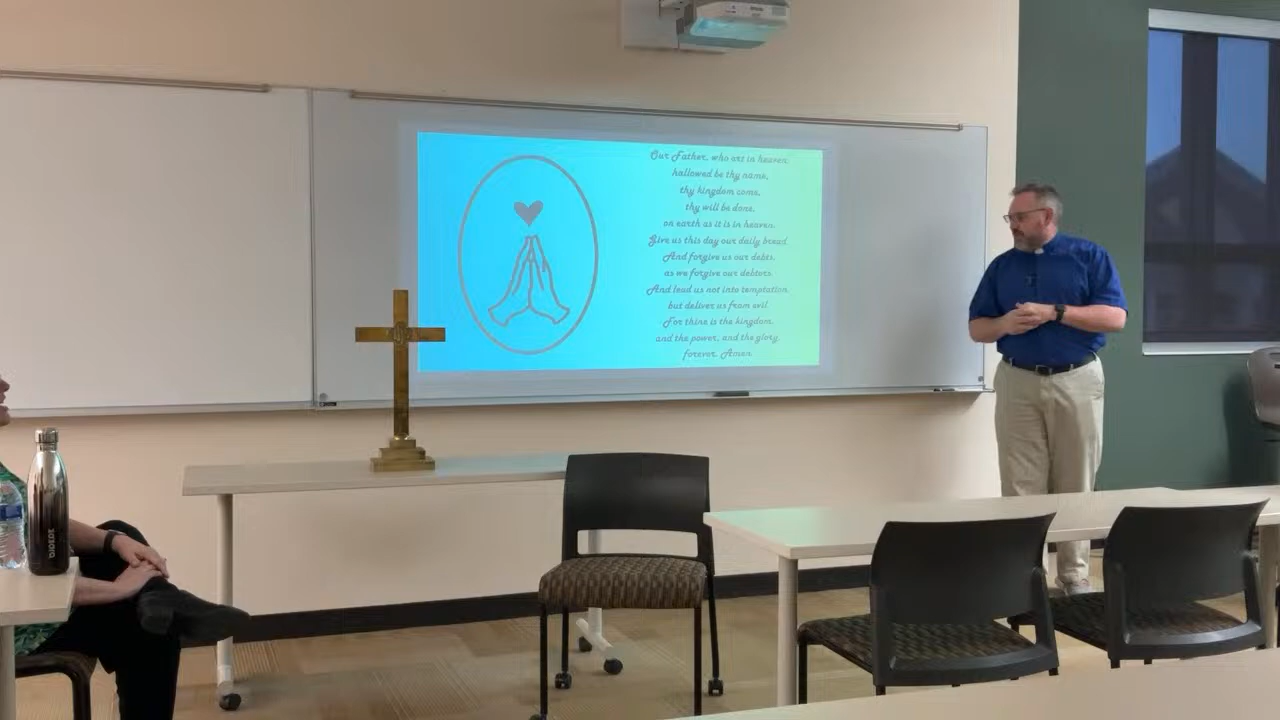 Our Father, who art in heaven,
hallowed be thy name,
thy kingdom come,
thy will be done,
on earth as it is in heaven.
Give us this day our daily bread.
And forgive us our debts,
as we forgive our debtors.
And lead us not into temptation,
but deliver us from evil.
For thine is the kingdom,
and the power, and the glory,
forever. Amen.